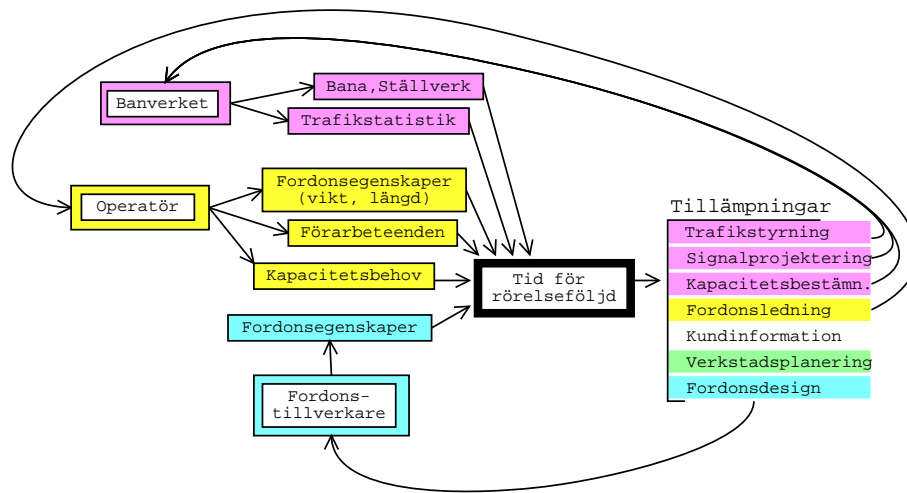 Banverket
Bana,Ställverk
Trafikstatistik
Operatör
Fordonsegenskaper
(vikt, längd)
Förarbeteenden
Kapacitetsbehov
Fordonsegenskaper
Fordons-
tillverkare
Tid för
rörelseföljd
Tillämpningar
Trafikstyrning
Signalprojektering
Kapacitetsbestämn.
Fordonsledning
Kundinformation
Verkstadsplanering
Fordonsdesign